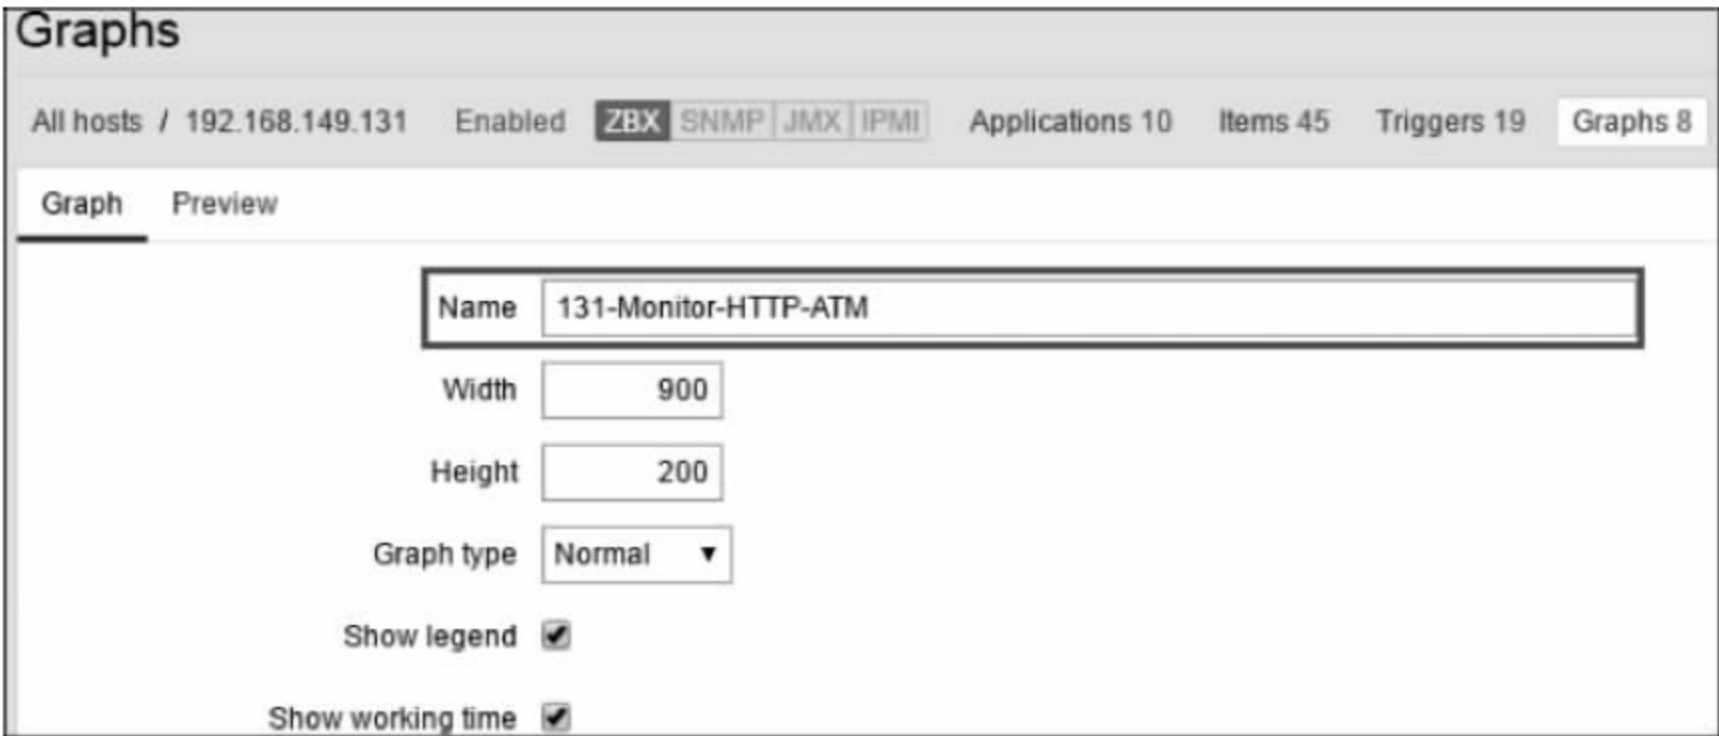 Graphs
All hosts / 192.168.149.131 Enabled ZBX SNMP JMX IPMI Applications 10 Items 45 Triggers 19 Graphs 8
Graph Preview
Name 131-Monitor-HTTP-ATM
Width 900
Height 200
Graph type Normal
Show legend
Show working time